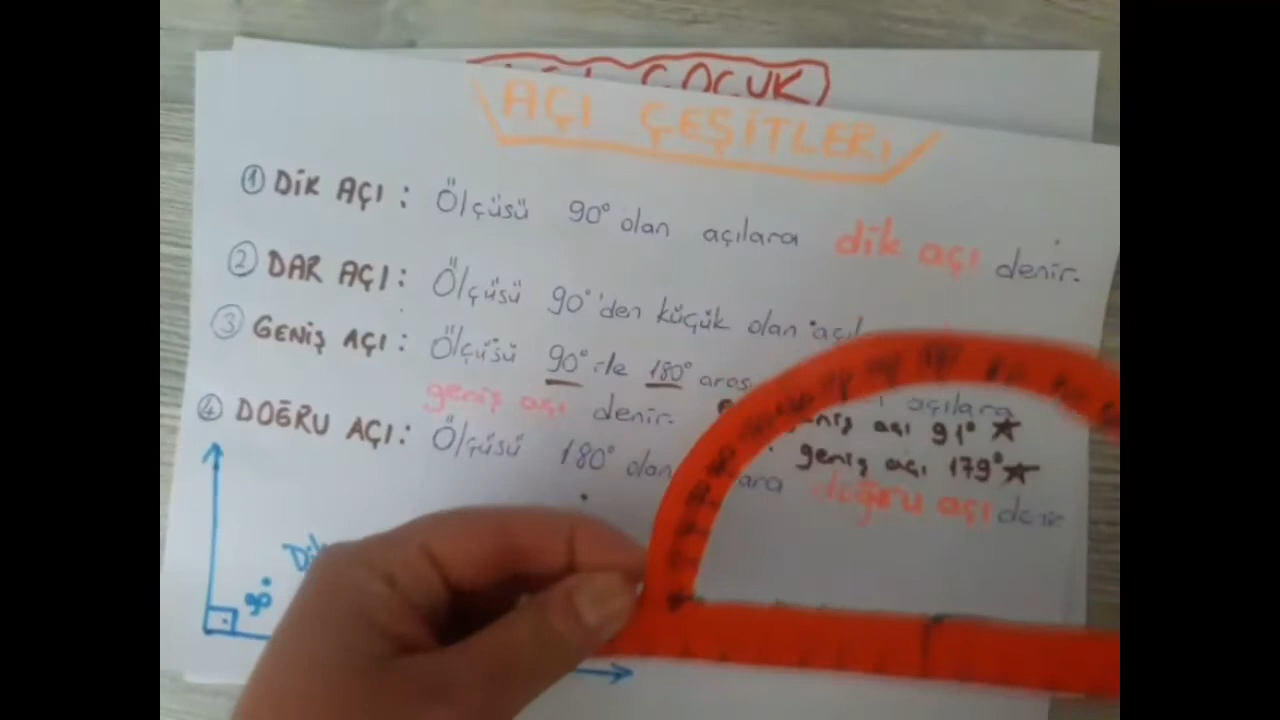 ÇOCUK
AÇI ÇEŞİTLERİ
① DİK AÇI : Ölçüsü 90° olan açılara dik açı denir.
② DAR AÇI : Ölçüsü 90°'den küçük olan
③ GENİŞ AÇI : Ölçüsü 90° ile 180° açılara
geniş açı denir. geniş açı 91° ★
geniş açı 179° ★
④ DOĞRU AÇI : Ölçüsü 180° olan doğru açı denir
90°